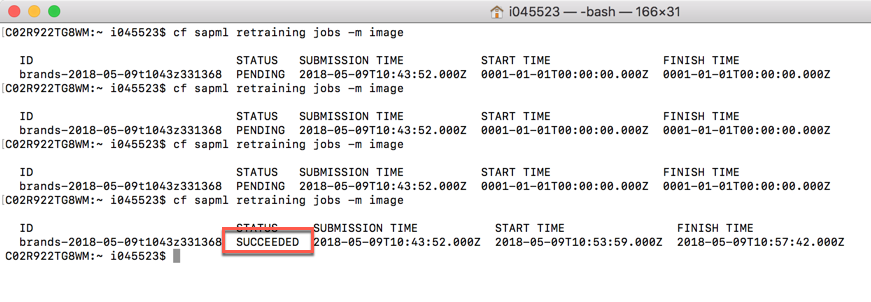 i045523 — -bash — 166×31
[C02R922TG8WM:~ i045523$ cf sapml retraining jobs -m image
ID STATUS SUBMISSION TIME START TIME FINISH TIME
brands-2018-05-09t1043z331368 PENDING 2018-05-09T10:43:52.000Z 0001-01-01T00:00:00.000Z 0001-01-01T00:00:00.000Z
[C02R922TG8WM:~ i045523$ cf sapml retraining jobs -m image
ID STATUS SUBMISSION TIME START TIME FINISH TIME
brands-2018-05-09t1043z331368 PENDING 2018-05-09T10:43:52.000Z 0001-01-01T00:00:00.000Z 0001-01-01T00:00:00.000Z
[C02R922TG8WM:~ i045523$ cf sapml retraining jobs -m image
ID STATUS SUBMISSION TIME START TIME FINISH TIME
brands-2018-05-09t1043z331368 PENDING 2018-05-09T10:43:52.000Z 0001-01-01T00:00:00.000Z 0001-01-01T00:00:00.000Z
[C02R922TG8WM:~ i045523$ cf sapml retraining jobs -m image
ID STATUS SUBMISSION TIME START TIME FINISH TIME
brands-2018-05-09t1043z331368 SUCCEEDED 2018-05-09T10:43:52.000Z 2018-05-09T10:53:59.000Z 2018-05-09T10:57:42.000Z
C02R922TG8WM:~ i045523$